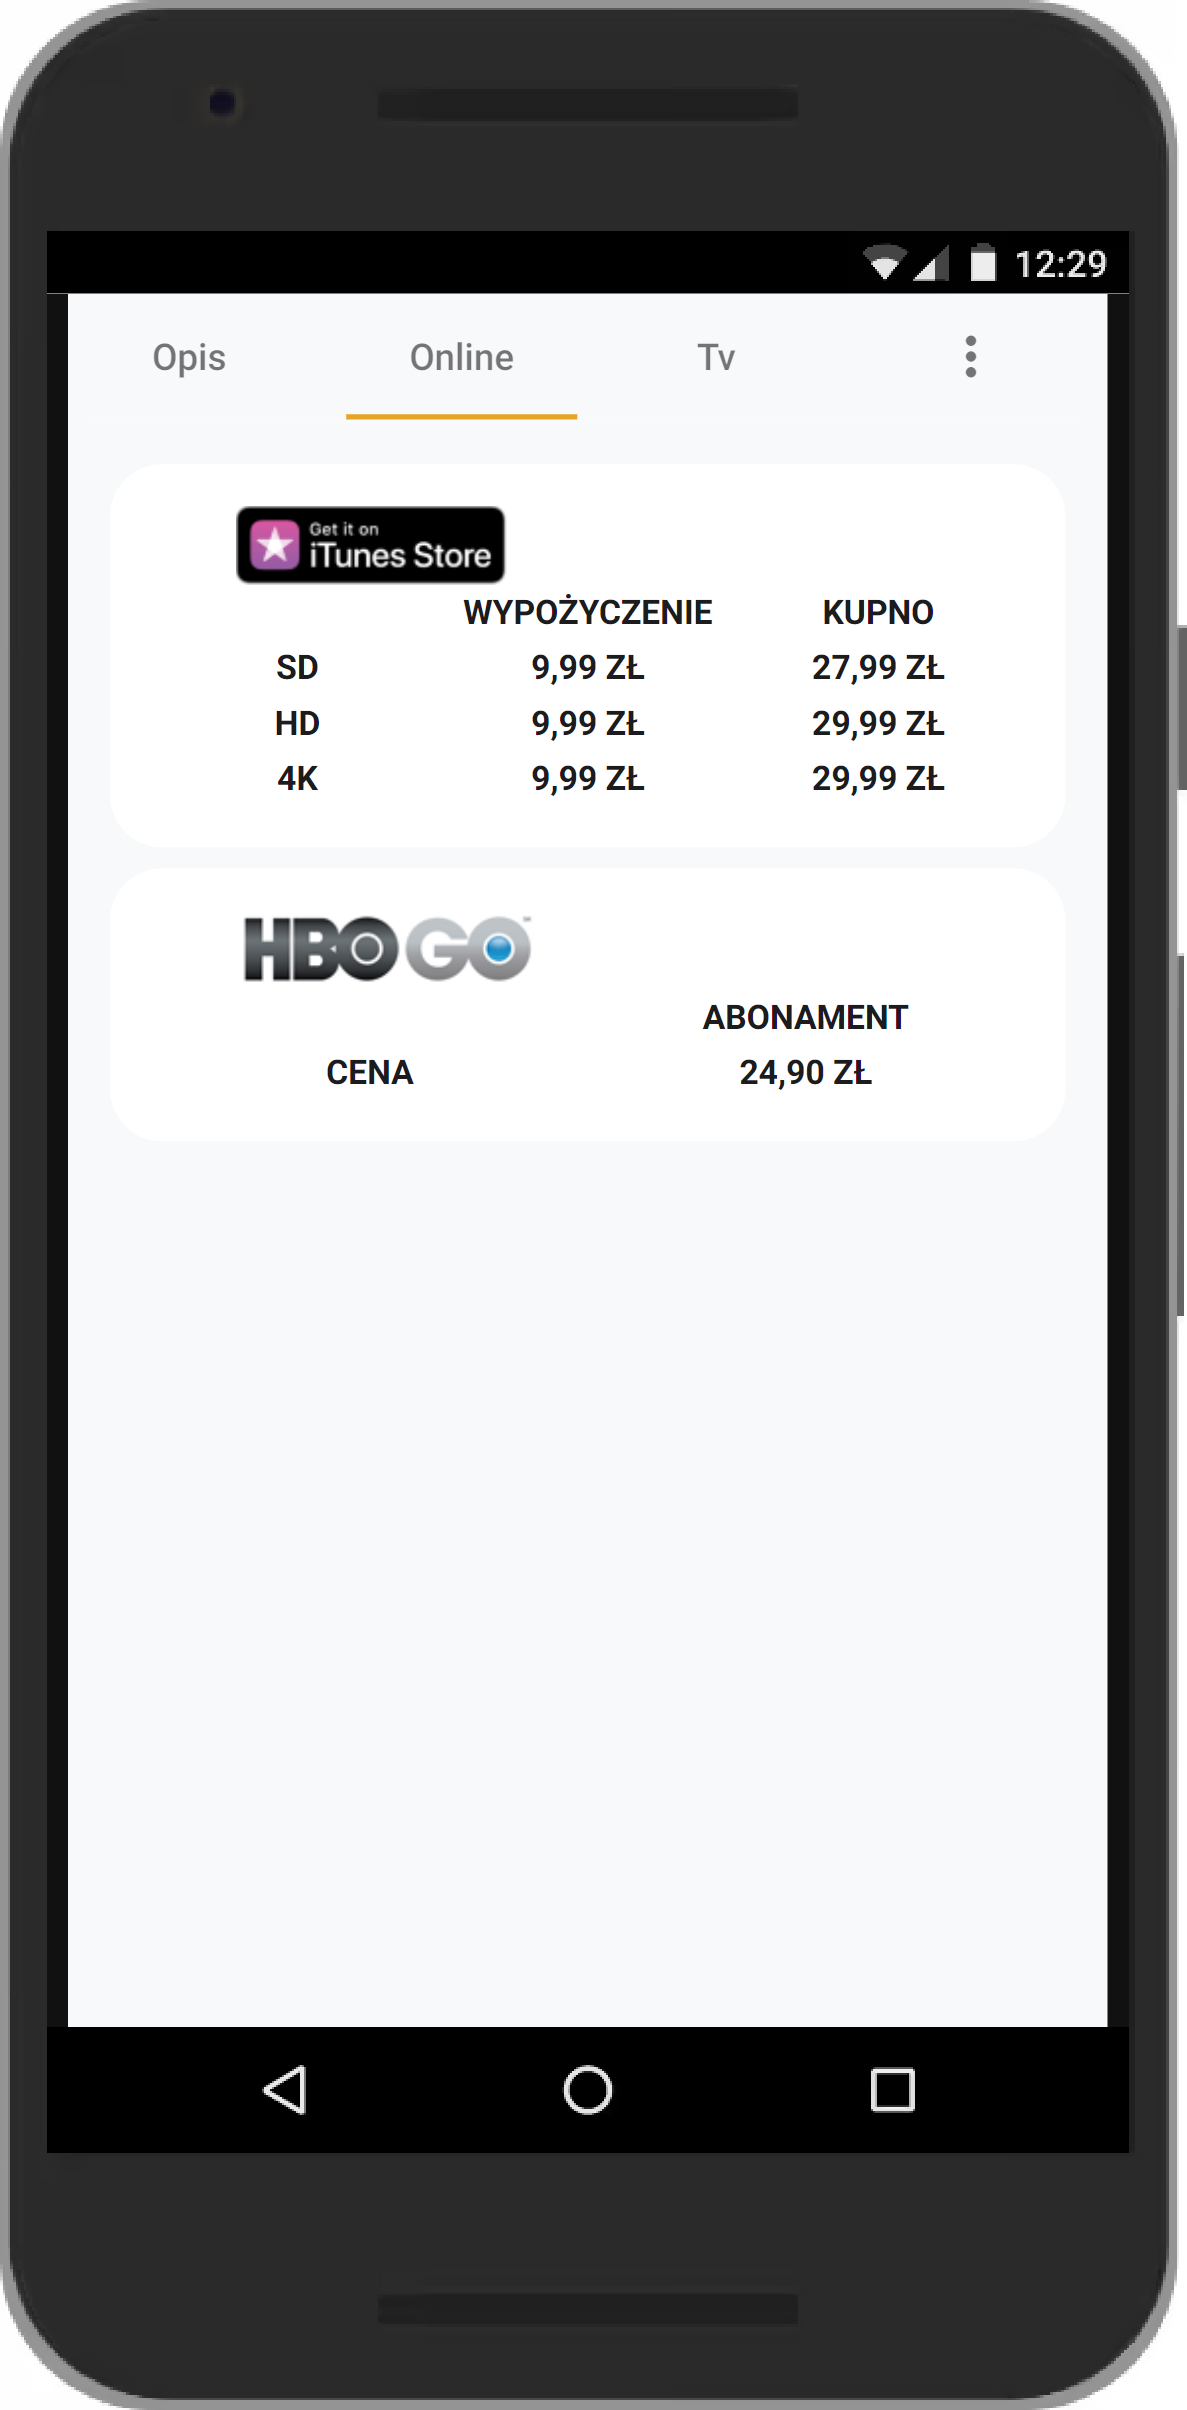 12:29
Opis Online Tv
Get it on
iTunes Store
WYPOŻYCZENIE KUPNO
SD 9,99 ZŁ 27,99 ZŁ
HD 9,99 ZŁ 29,99 ZŁ
4K 9,99 ZŁ 29,99 ZŁ
HBO GO
ABONAMENT
CENA 24,90 ZŁ